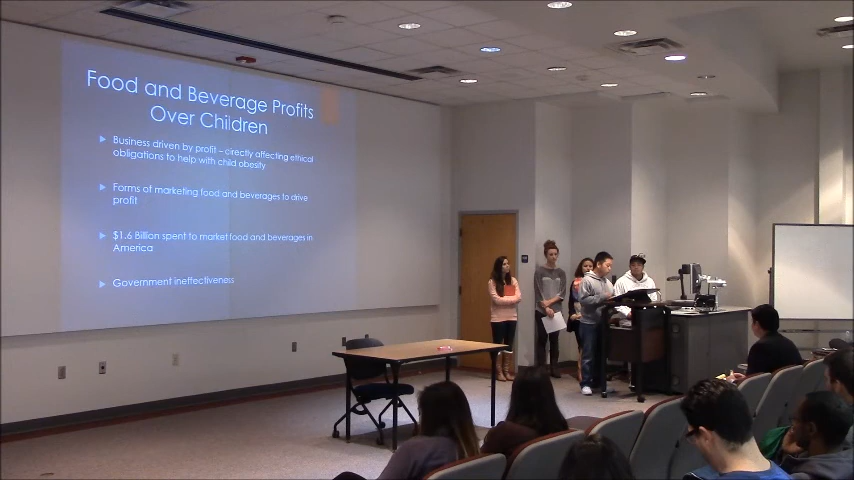 Food and Beverage Profits
Over Children
Business driven by profit – directly affecting ethical
obligations to help with child obesity
Forms of marketing food and beverages to drive
profit
$1.6 Billion spent to market food and beverages in
America
Government ineffectiveness